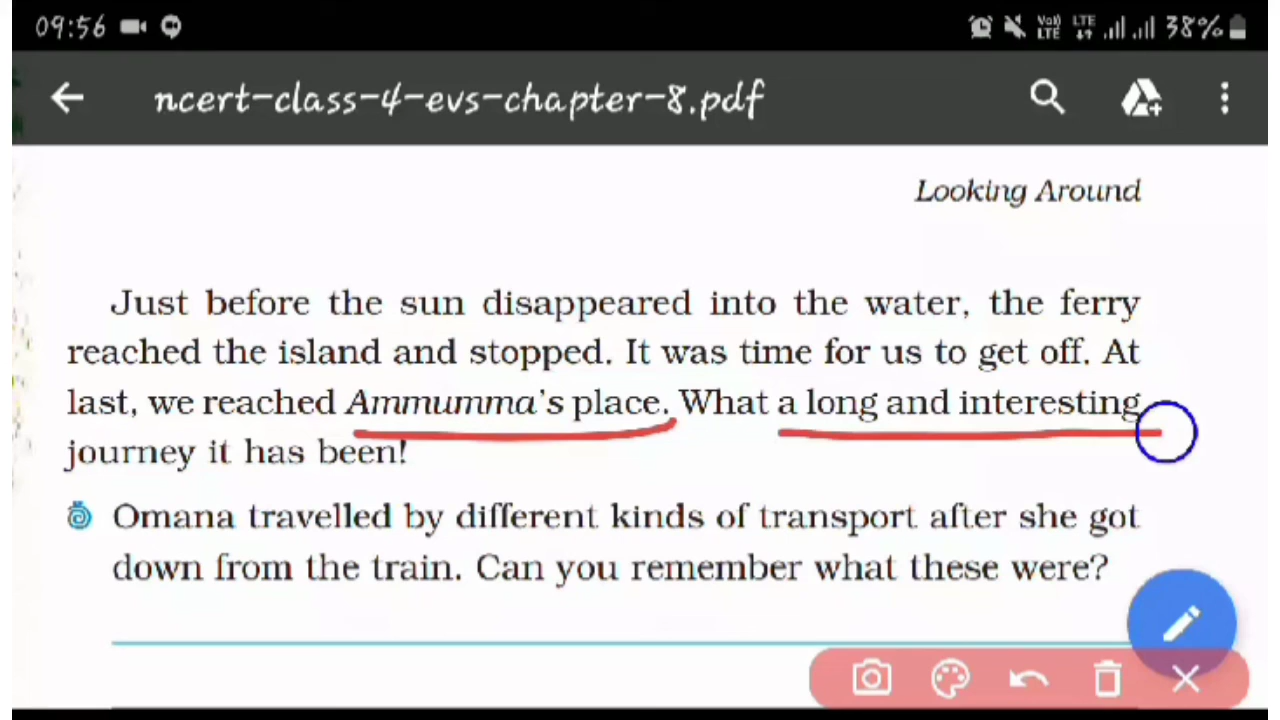 09:56 Vo) LTE LTE 38%
ncert-class-4-evs-chapter-8.pdf
Looking Around
Just before the sun disappeared into the water, the ferry
reached the island and stopped. It was time for us to get off. At
last, we reached Ammumma's place. What a long and interesting
journey it has been!
Omana travelled by different kinds of transport after she got
down from the train. Can you remember what these were?